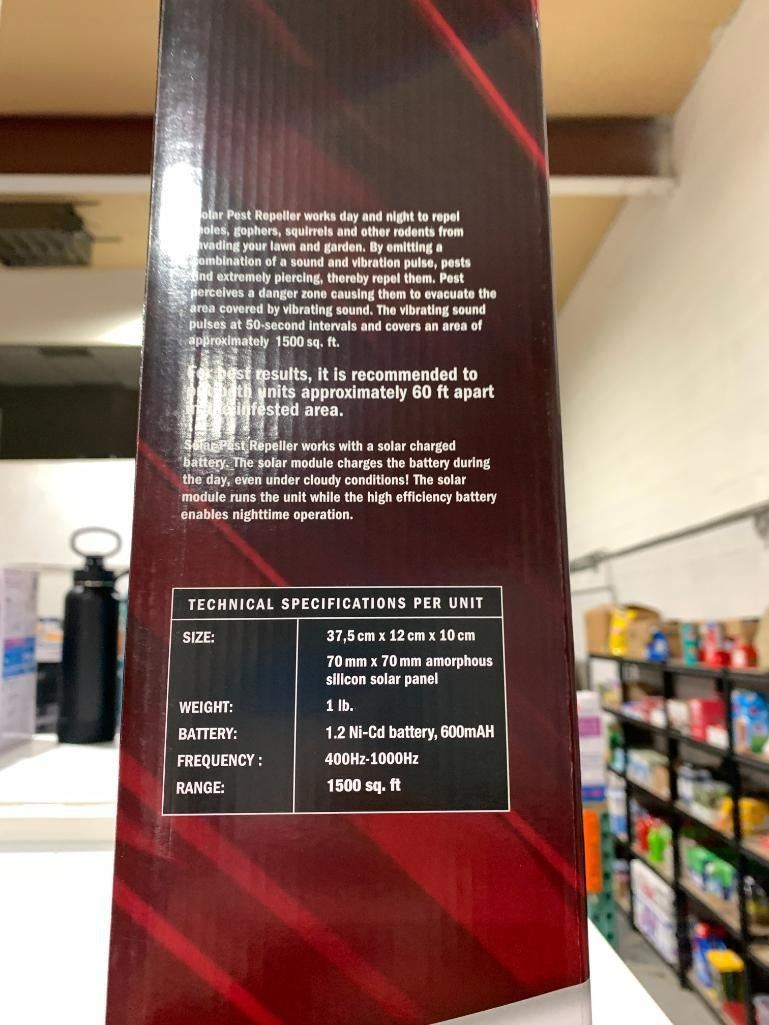 Solar Pest Repeller works day and night to repel
moles, gophers, squirrels and other rodents from
invading your lawn and garden. By emitting a
combination of a sound and vibration pulse, pests
find extremely piercing, thereby repel them. Pest
perceives a danger zone causing them to evacuate the
area covered by vibrating sound. The vibrating sound
pulses at 50-second intervals and covers an area of
approximately 1500 sq. ft.
For best results, it is recommended to
both units approximately 60 ft apart
infested area.
Solar Pest Repeller works with a solar charged
battery. The solar module charges the battery during
the day, even under cloudy conditions! The solar
module runs the unit while the high efficiency battery
enables nighttime operation.
TECHNICAL SPECIFICATIONS PER UNIT
SIZE: 37,5 cm x 12 cm x 10 cm
70 mm x 70 mm amorphous
silicon solar panel
WEIGHT: 1 lb.
BATTERY: 1.2 Ni-Cd battery, 600mAH
FREQUENCY : 400Hz-1000Hz
RANGE: 1500 sq. ft